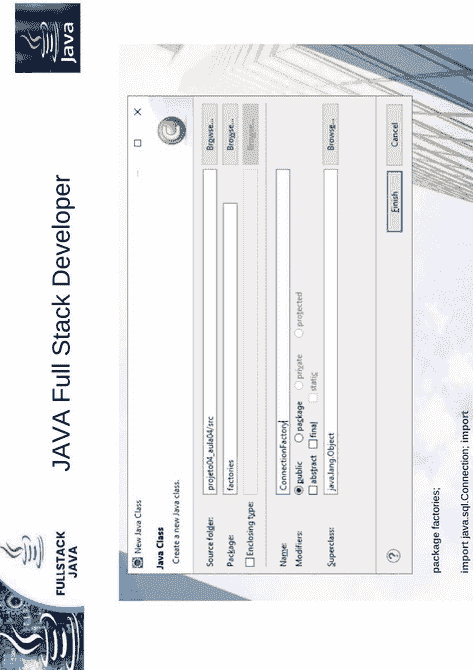 FULLSTACK
JAVA
JAVA Full Stack Developer
Java
New Java Class
Java Class
Create a new Java class.
Source folder: projeto04_aula04/src Browse...
Package: factories Browse...
Enclosing type: Browse...
Name: ConnectionFactory
Modifiers: public package private protected
abstract final static
Superclass: java.lang.Object Browse...
? Finish Cancel
package factories;
import java.sql.Connection; import